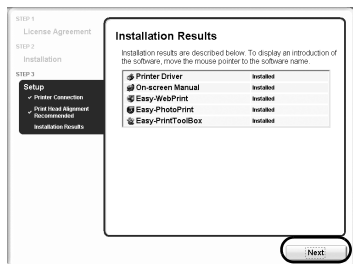 STEP 1
License Agreement
STEP 2
Installation
STEP 3
Setup
Printer Connection
Print Head Alignment
Recommended
Installation Results
Installation Results
Installation results are described below. To display an introduction of
the software, move the mouse pointer to the software name.
Printer Driver Installed
On-screen Manual Installed
Easy-WebPrint Installed
Easy-PhotoPrint Installed
Easy-PrintToolBox Installed
Next